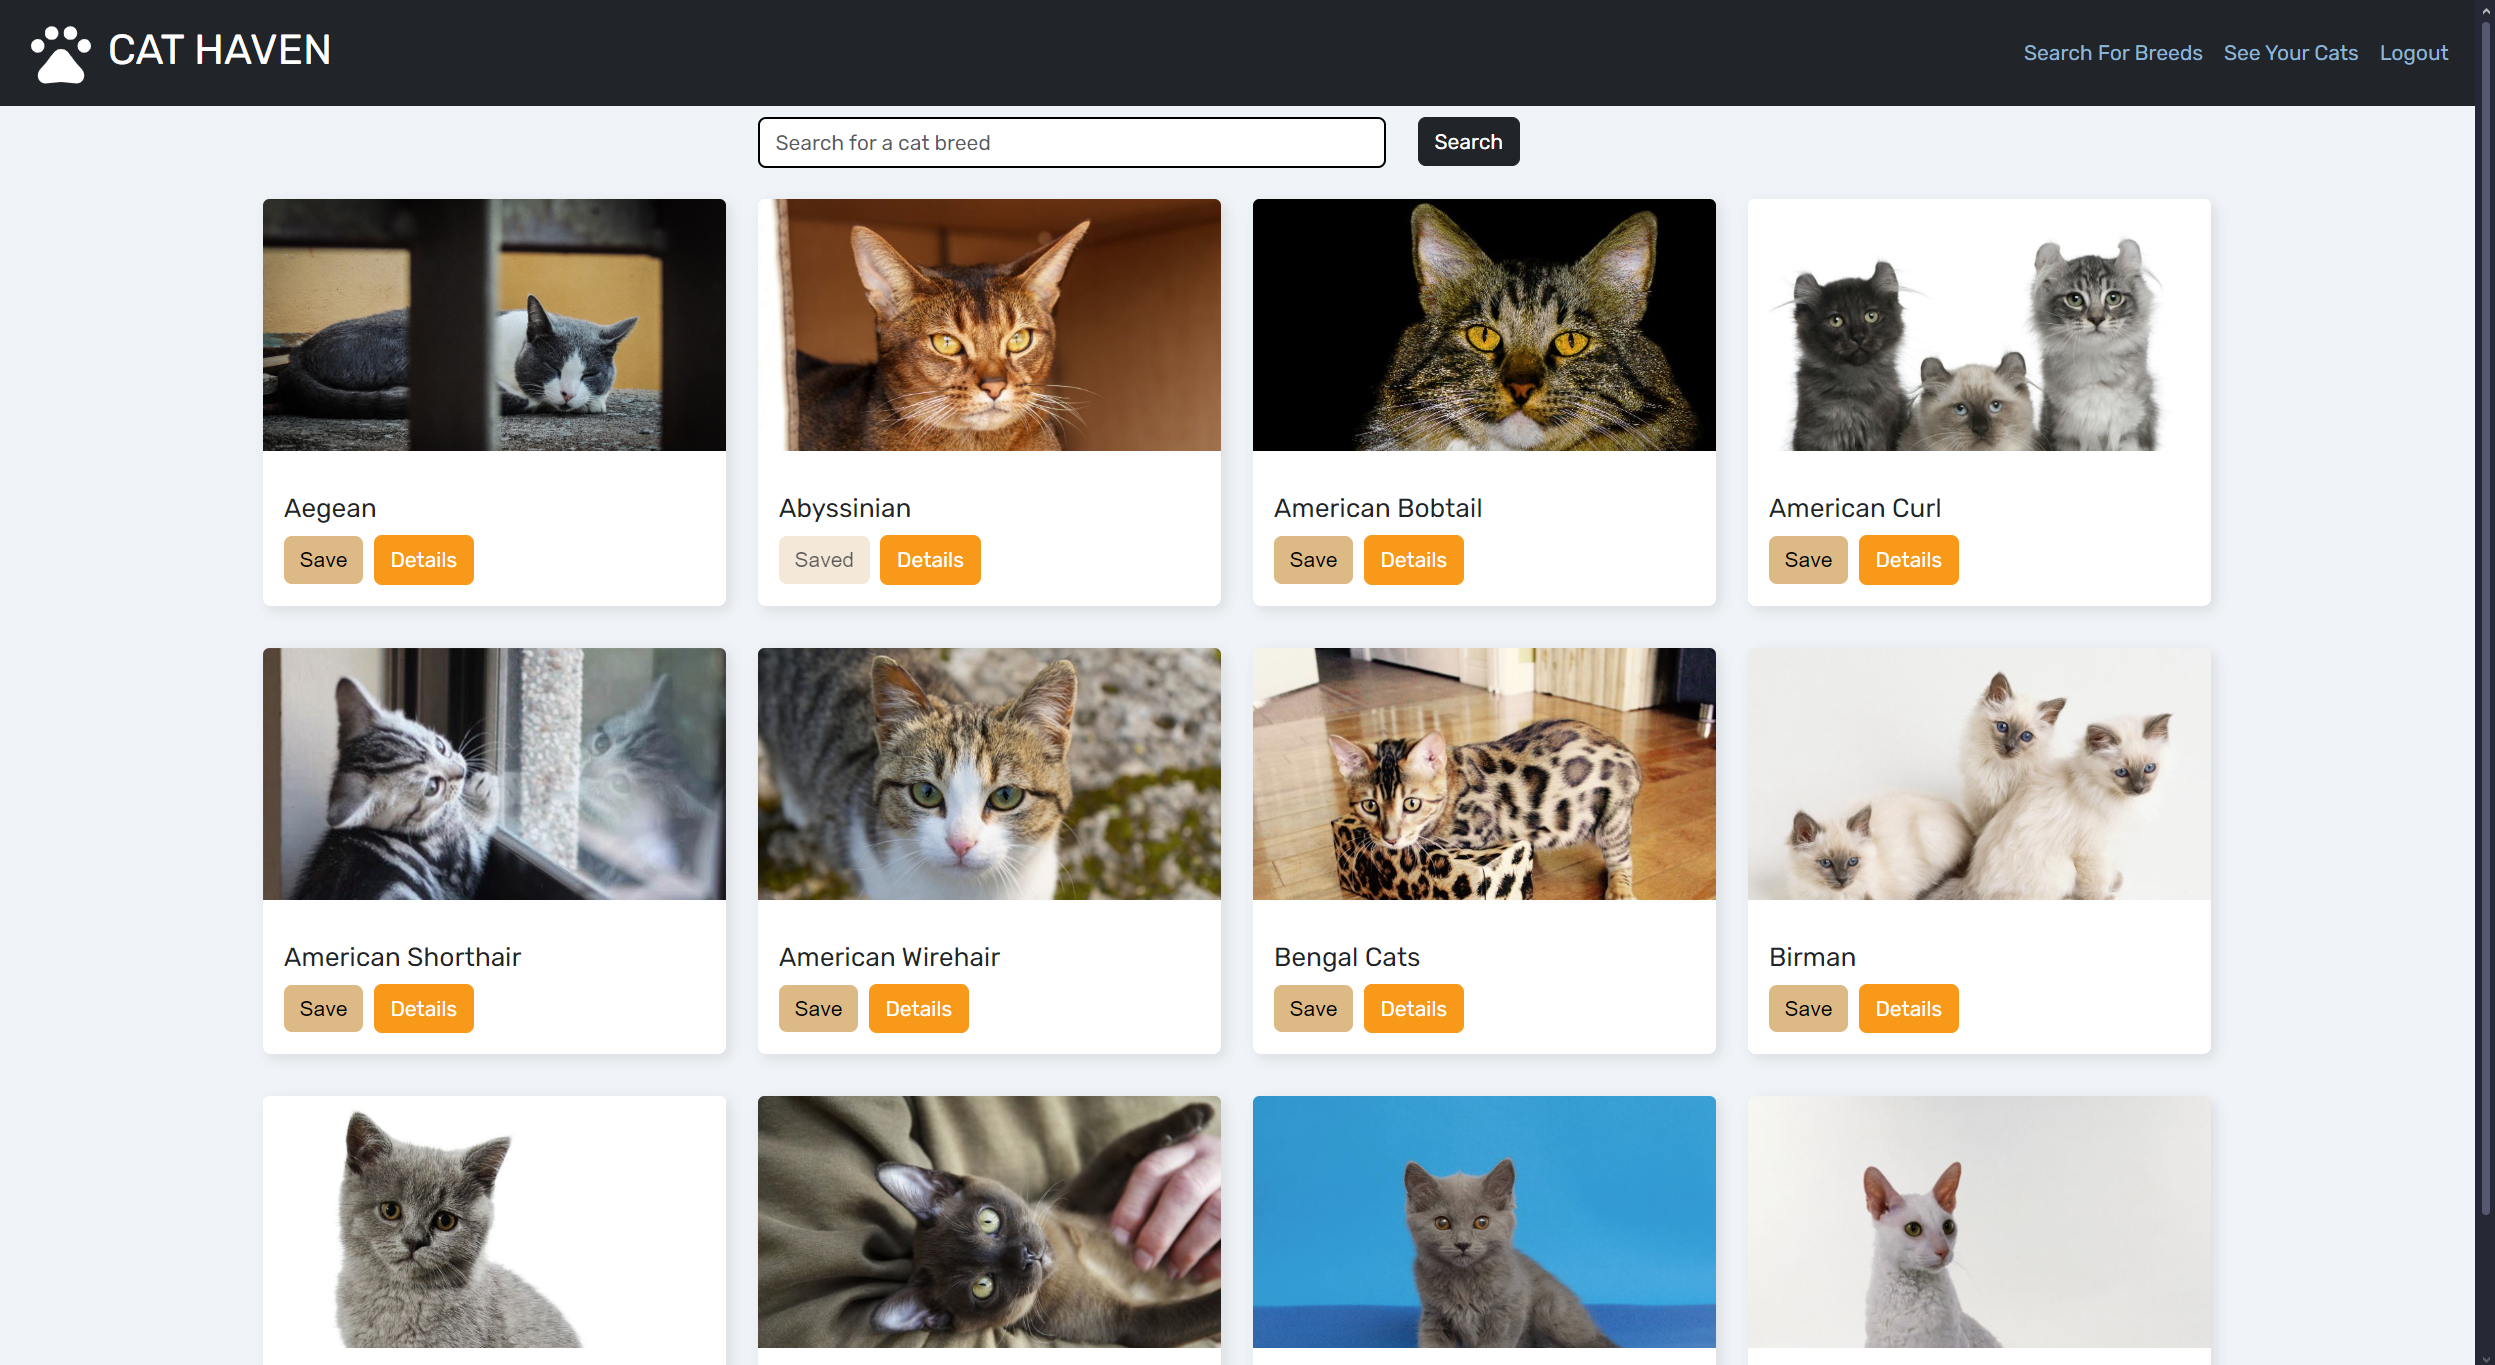 CAT HAVEN
Search For Breeds See Your Cats Logout
Search for a cat breed Search
Aegean
Save Details
Abyssinian
Saved Details
American Bobtail
Save Details
American Curl
Save Details
American Shorthair
Save Details
American Wirehair
Save Details
Bengal Cats
Save Details
Birman
Save Details